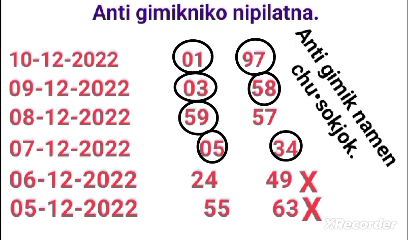 Anti gimikniko nipilatna.
10-12-2022 01 97
09-12-2022 03 58
08-12-2022 59 57
07-12-2022 05 34
06-12-2022 24 49 X
05-12-2022 55 63 X
Anti gimik namen
chu•sokjok.
XRecorder